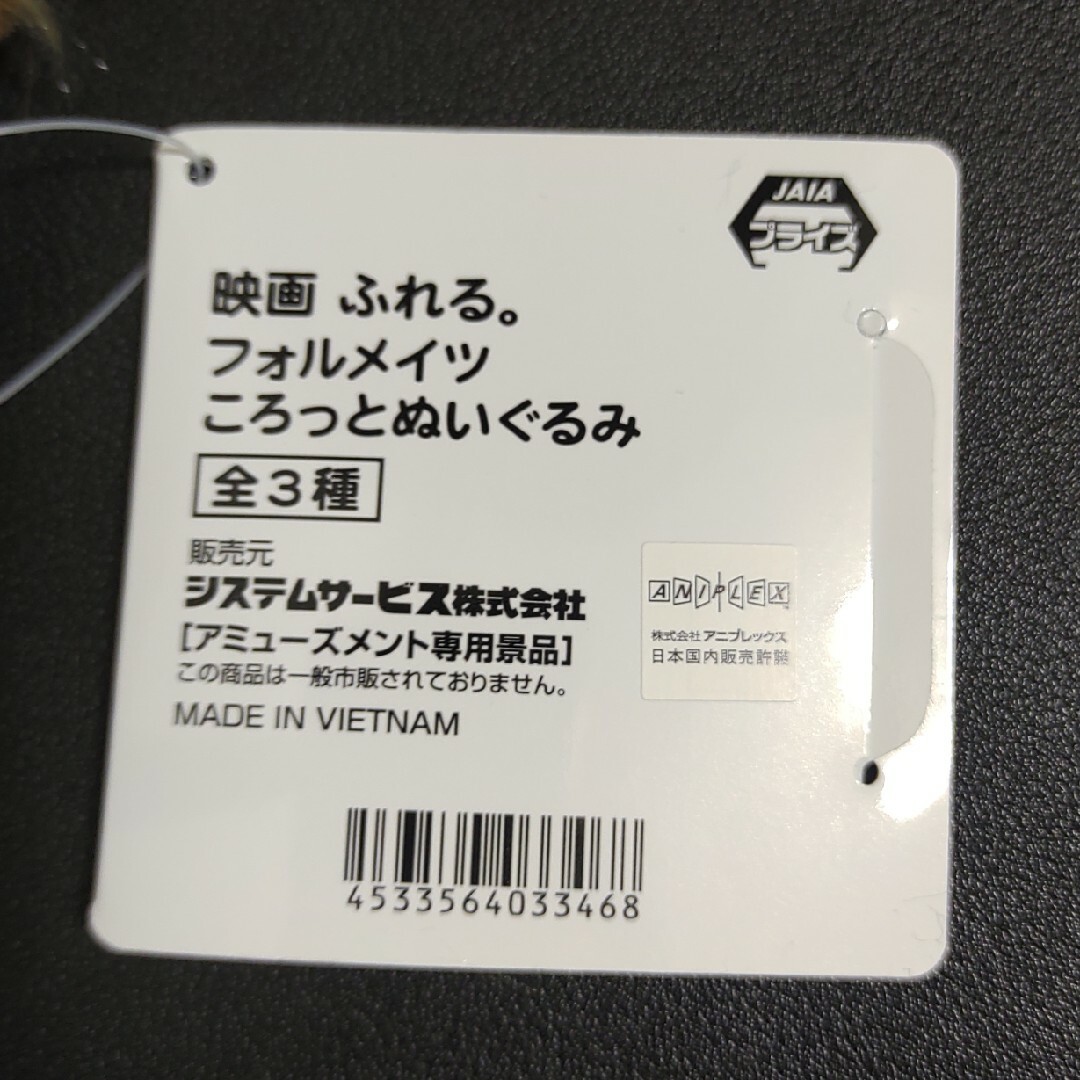 JAIA
プライズ
映画 ふれる。
フォルメイツ
ころっとぬいぐるみ
全3種
販売元
システムサービス株式会社
[アミューズメント専用景品]
この商品は一般市販されておりません。
MADE IN VIETNAM
ANIPLEX
株式会社アニプレックス
日本国内販売許諾
4533564033468